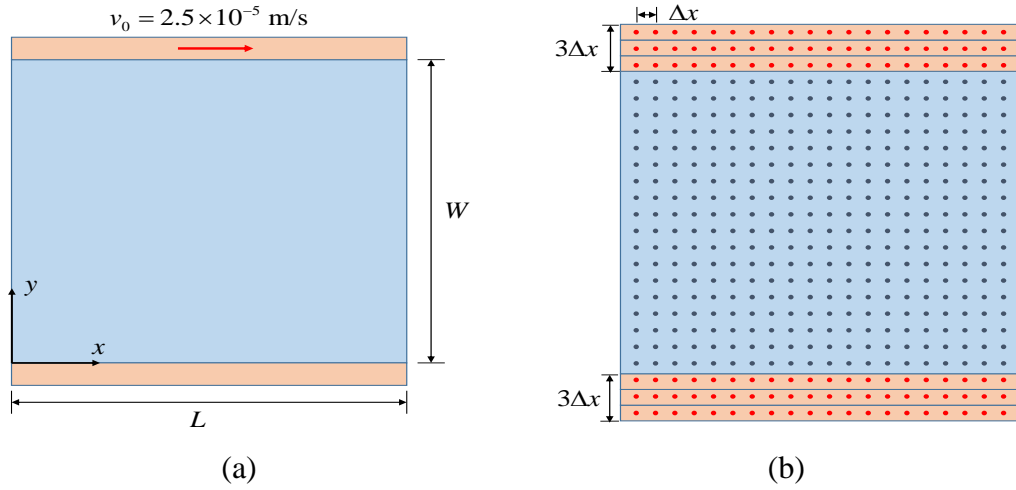 v₀ = 2.5×10⁻⁵ m/s
W
y
x
L
(a)
Δx
3Δx
3Δx
(b)